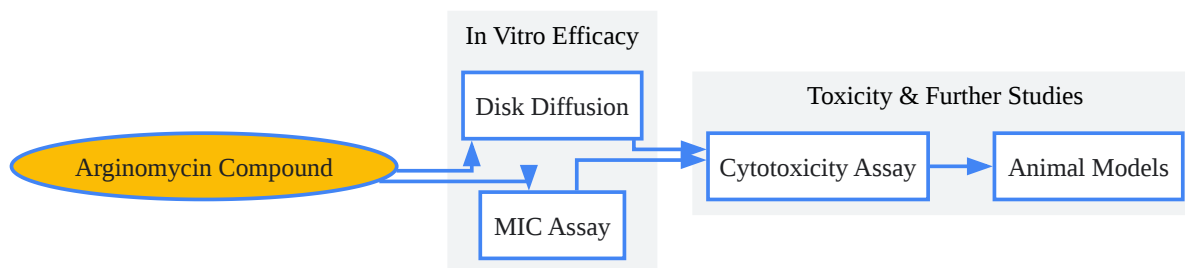 In Vitro Efficacy
Disk Diffusion
Toxicity & Further Studies
Arginomycin Compound
Cytotoxicity Assay
Animal Models
MIC Assay